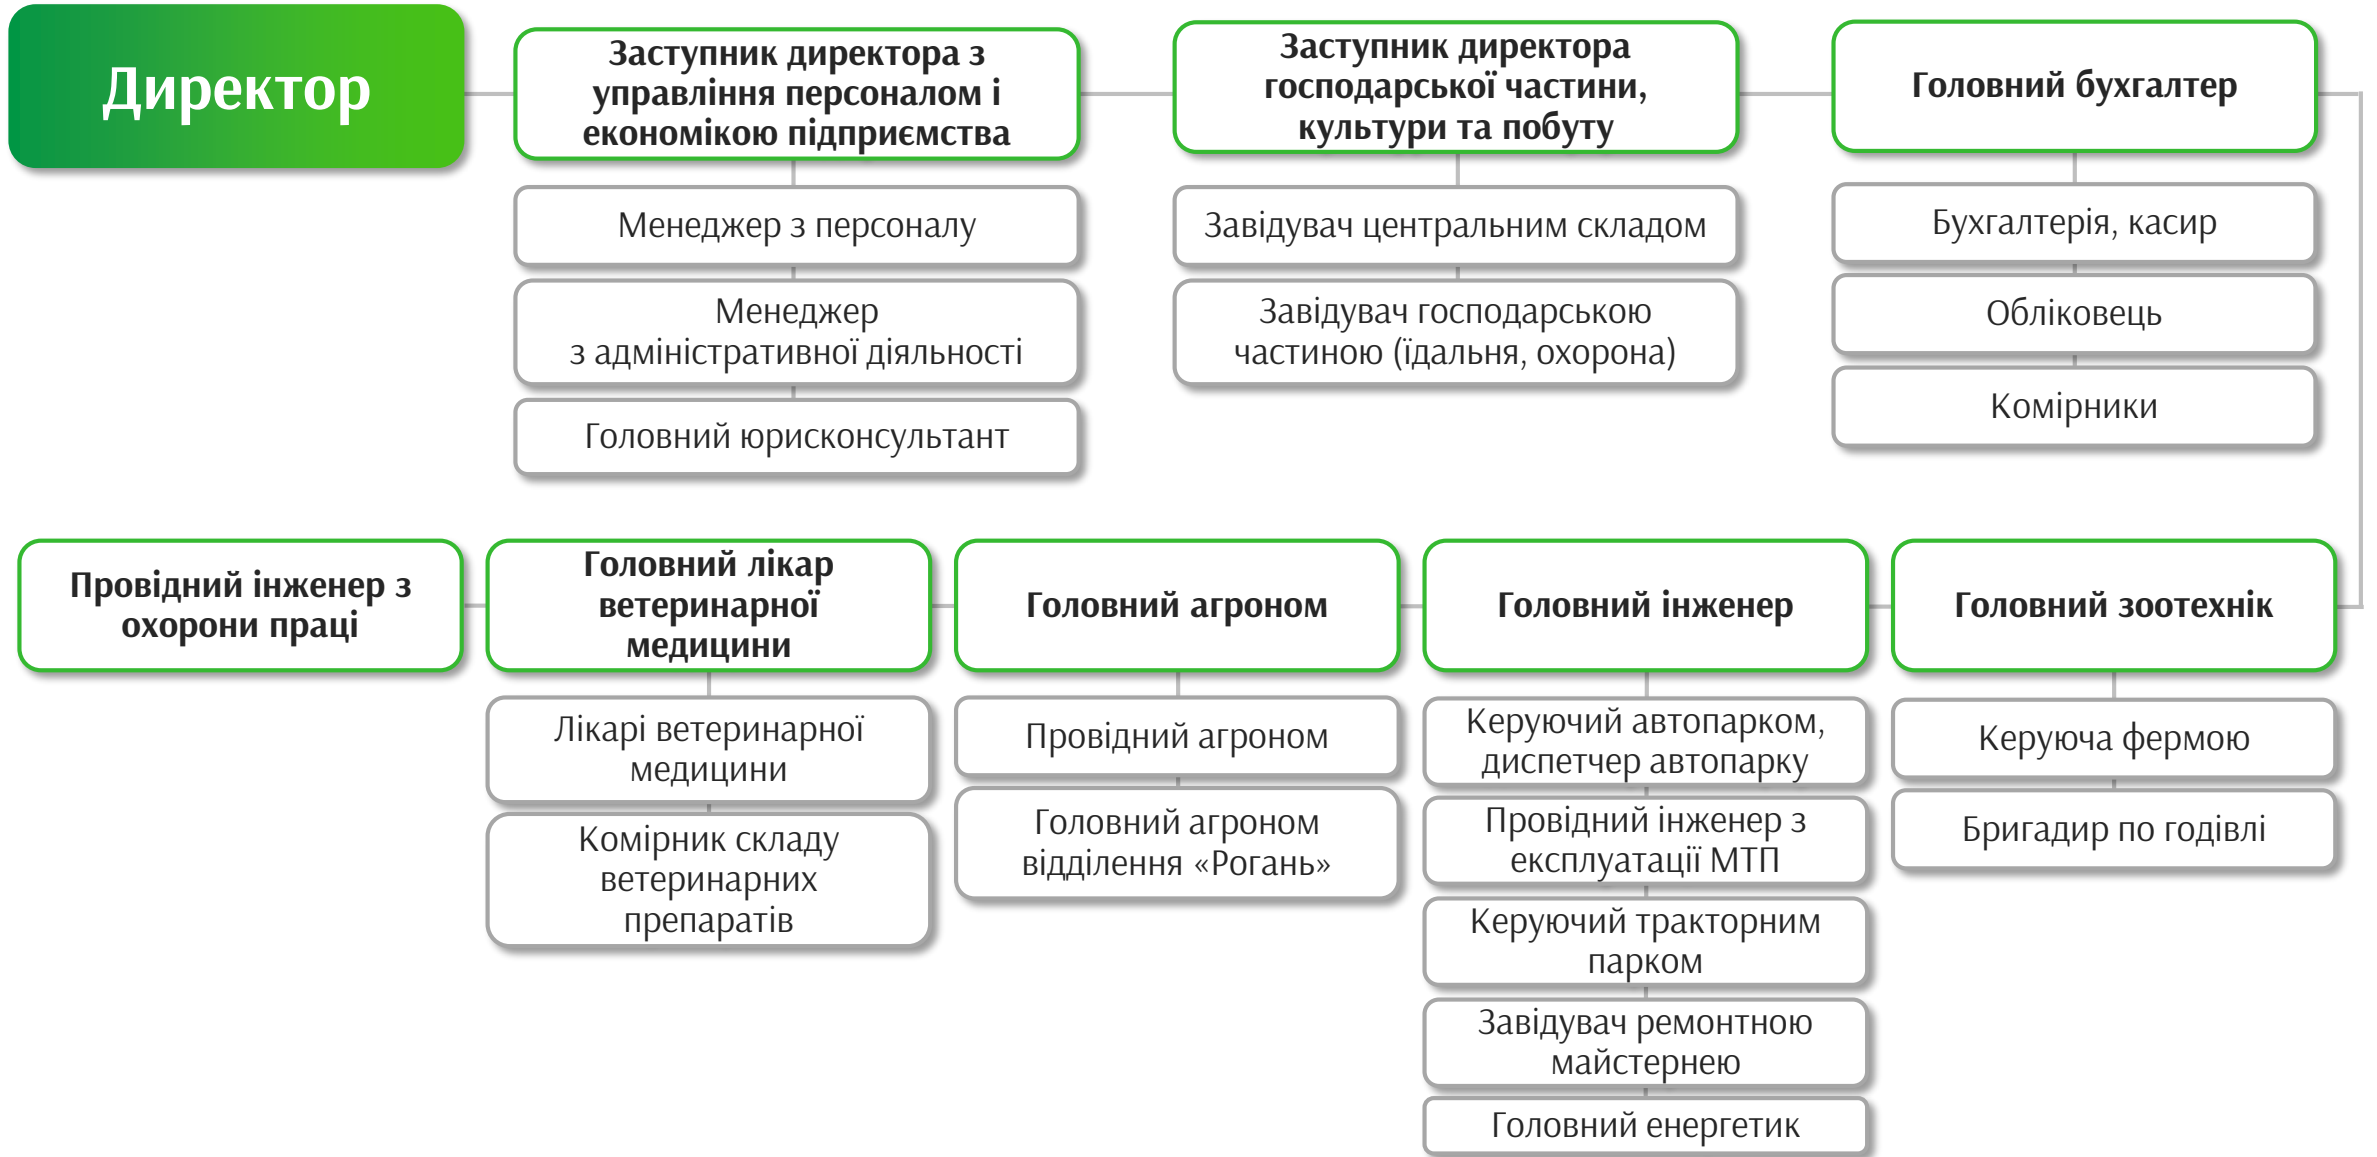 Директор
Заступник директора з
управління персоналом і
економікою підприємства
Менеджер з персоналу
Менеджер
з адміністративної діяльності
Головний юрисконсультант
Заступник директора
господарської частини,
культури та побуту
Завідувач центральним складом
Завідувач господарською
частиною (їдальня, охорона)
Головний бухгалтер
Бухгалтерія, касир
Обліковець
Комірники
Провідний інженер з
охорони праці
Головний лікар
ветеринарної
медицини
Лікарі ветеринарної
медицини
Комірник складу
ветеринарних
препаратів
Головний агроном
Провідний агроном
Головний агроном
відділення «Рогань»
Головний інженер
Керуючий автопарком,
диспетчер автопарку
Провідний інженер з
експлуатації МТП
Керуючий тракторним
парком
Завідувач ремонтною
майстернею
Головний енергетик
Головний зоотехнік
Керуюча фермою
Бригадир по годівлі